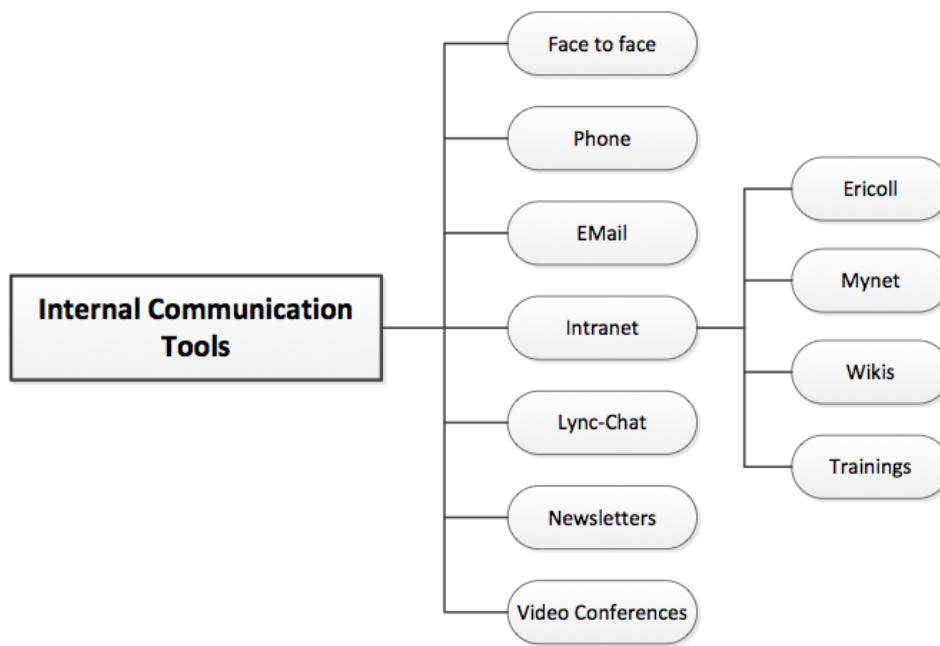 Internal Communication
Tools
Face to face
Phone
EMail
Intranet
Lync-Chat
Newsletters
Video Conferences
Ericoll
Mynet
Wikis
Trainings